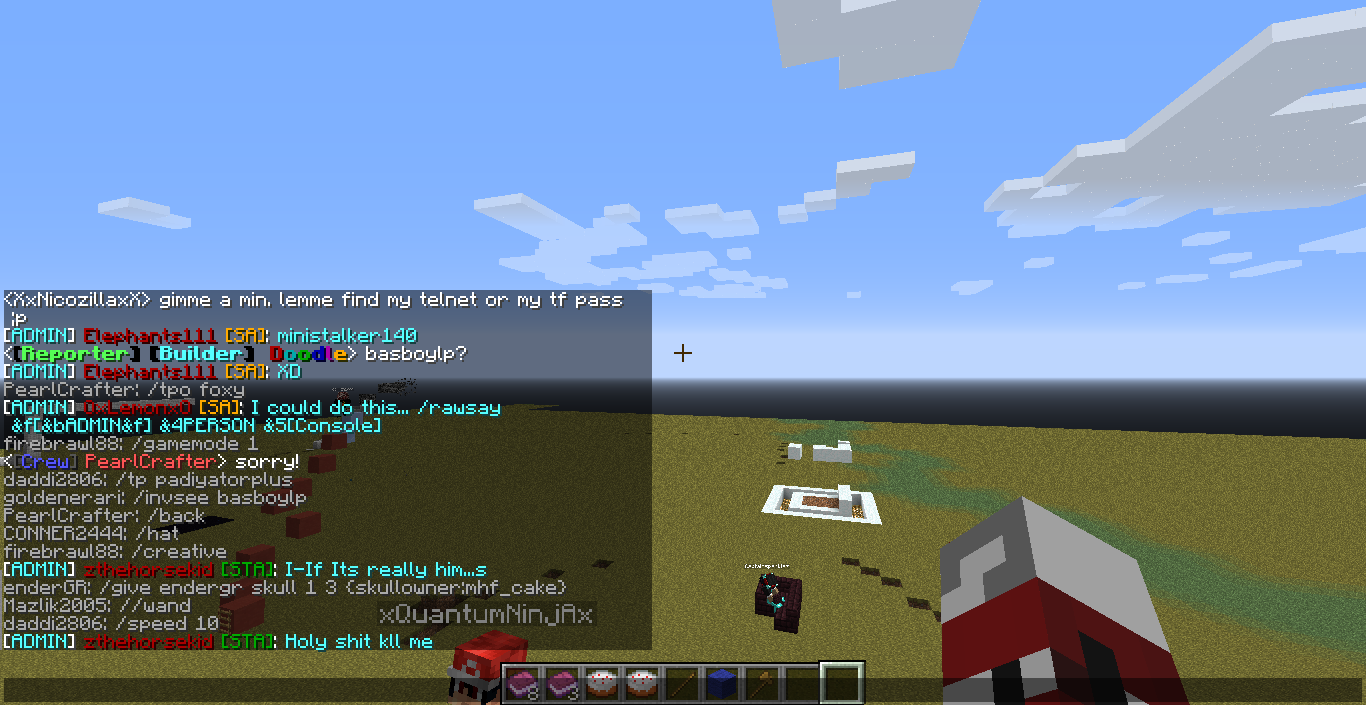 <XxNicozillaxX> gimme a min, lemme find my telnet or my tf pass
;p
[ADMIN] Elephants111 [SA]: ministalker140
<[Reporter] [Builder] Doodle> basboylp?
[ADMIN] Elephants111 [SA]: XD
PearlCrafter: /tpo foxy
[ADMIN] OxLemonxO [SA]: I could do this... /rawsay
&f[&bADMIN&f] &4PERSON &5[Console]
firebrawl88: /gamemode 1
<[Crew] PearlCrafter> sorry!
daddi2806: /tp padiyatorplus
goldenerari: /invsee basboylp
PearlCrafter: /back
CONNER2444: /hat
firebrawl88: /creative
[ADMIN] zthehorsekid [STA]: I-If Its really him...s
enderGR: /give endergr skull 1 3 {skullowner:mhf_cake}
Mazlik2005: //wand
daddi2806: /speed 10
xQuantumNinjAx
[ADMIN] zthehorsekid [STA]: Holy shit kll me
8
3